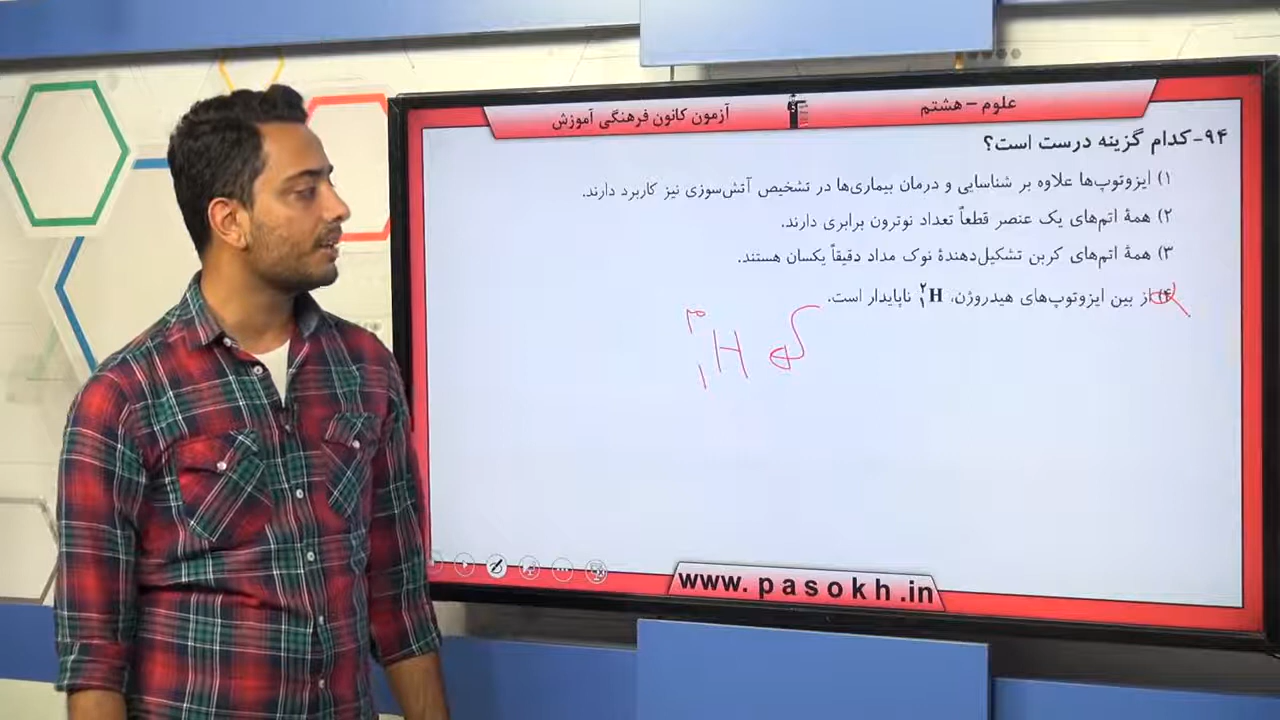 علوم – هشتم
آزمون کانون فرهنگی آموزش
۹۴- کدام گزینه درست است؟
۱) ایزوتوپ‌ها علاوه بر شناسایی و درمان بیماری‌ها در تشخیص آتش‌سوزی نیز کاربرد دارند.
۲) همهٔ اتم‌های یک عنصر قطعاً تعداد نوترون برابری دارند.
۳) همهٔ اتم‌های کربن تشکیل‌دهندهٔ نوک مداد دقیقاً یکسان هستند.
۴) از بین ایزوتوپ‌های هیدروژن، ²₁H ناپایدار است.
۳
H
۱
www.pasokh.in